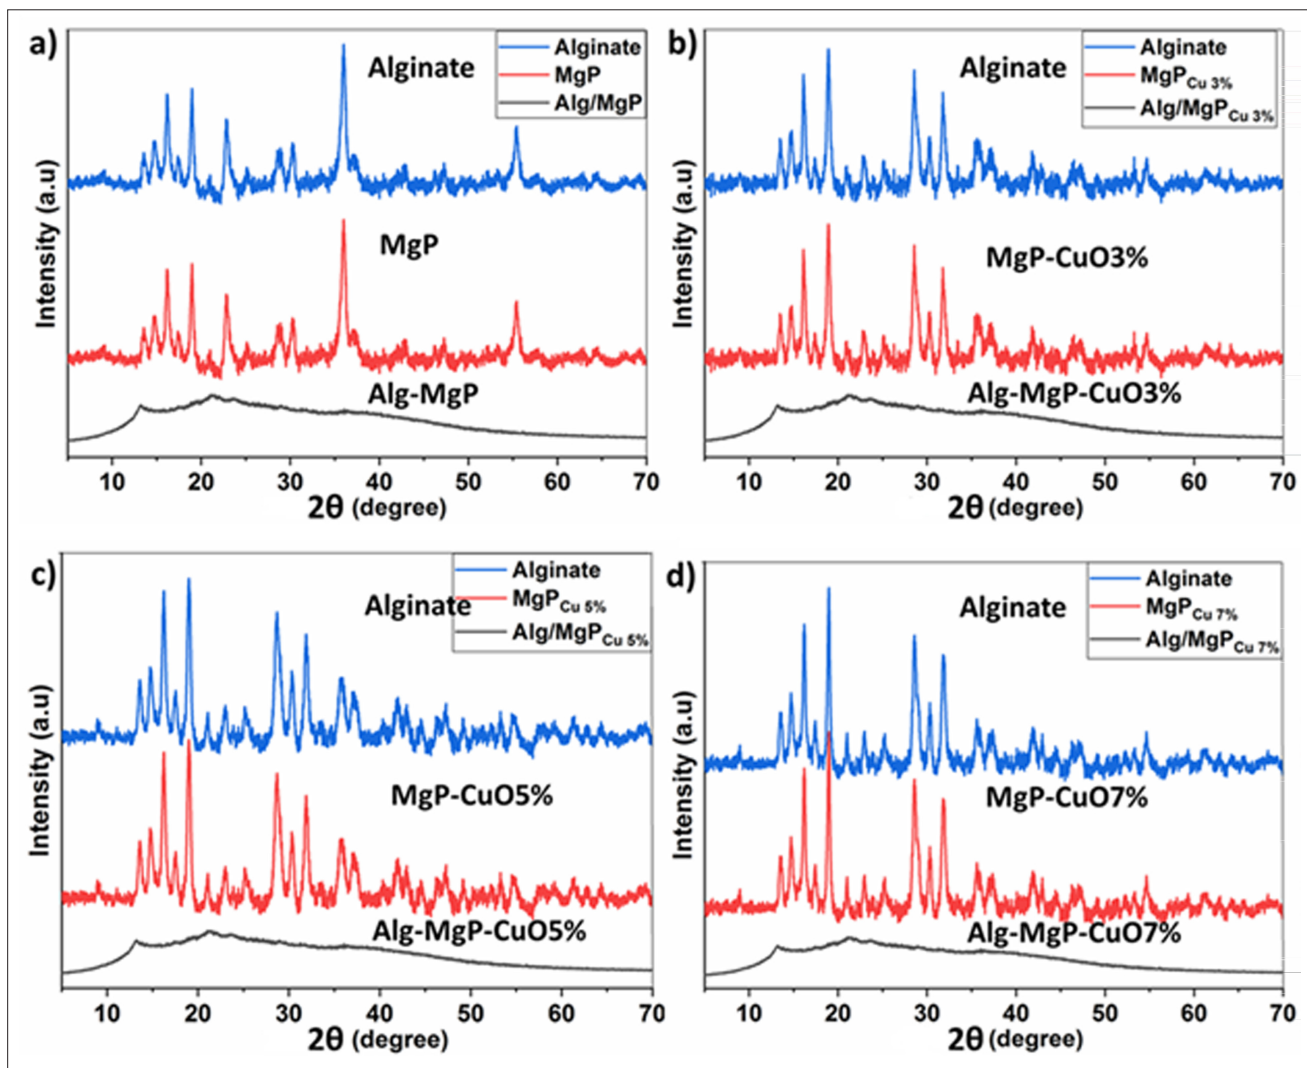 a)
Alginate
Alginate
MgP
Alg/MgP
MgP
Alg-MgP
Intensity (a.u)
10 20 30 40 50 60 70
2θ (degree)
b)
Alginate
Alginate
MgPCu 3%
Alg/MgPCu 3%
MgP-CuO3%
Alg-MgP-CuO3%
Intensity (a.u)
10 20 30 40 50 60 70
2θ (degree)
c)
Alginate
Alginate
MgPCu 5%
Alg/MgPCu 5%
MgP-CuO5%
Alg-MgP-CuO5%
Intensity (a.u)
10 20 30 40 50 60 70
2θ (degree)
d)
Alginate
Alginate
MgPCu 7%
Alg/MgPCu 7%
MgP-CuO7%
Alg-MgP-CuO7%
Intensity (a.u)
10 20 30 40 50 60 70
2θ (degree)